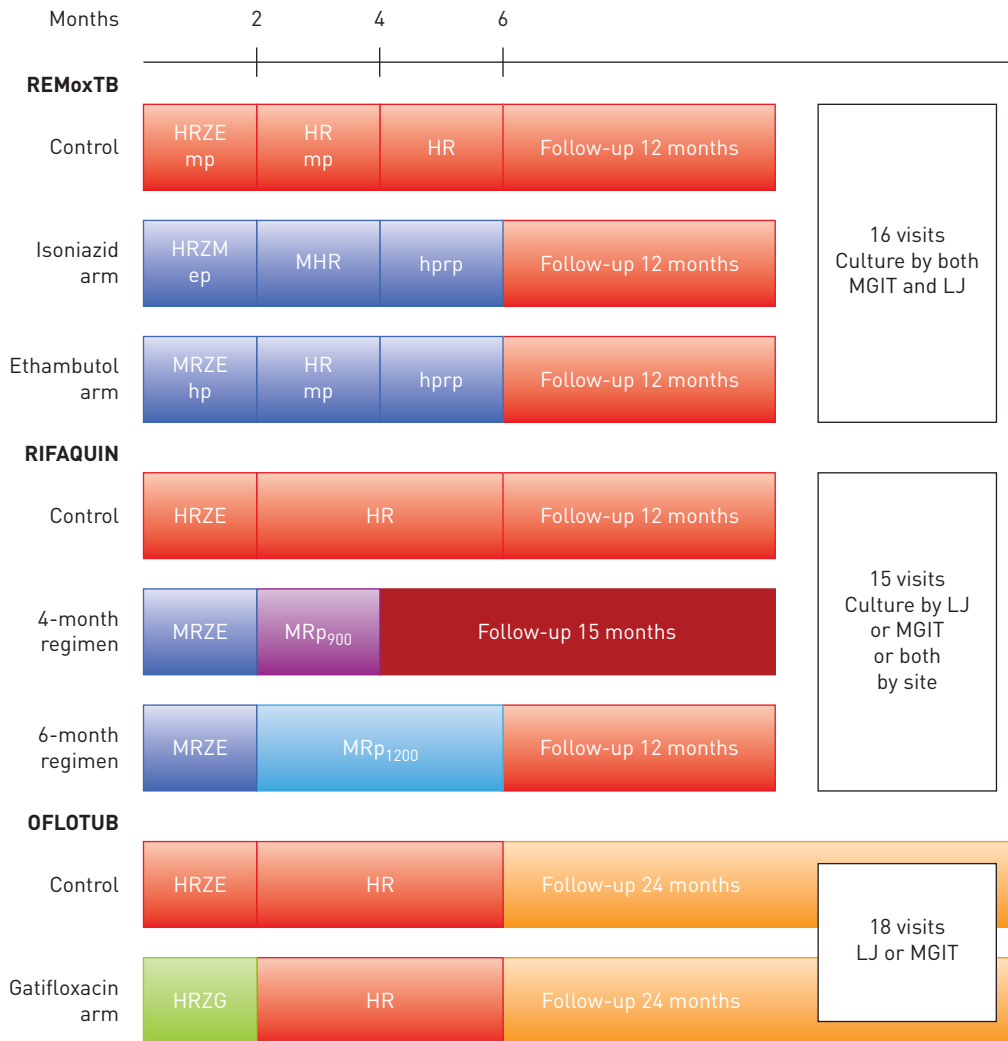 Months 2 4 6
REMoxTB
Control
HRZE
mp
HR
mp
HR
Follow-up 12 months
Isoniazid
arm
HRZM
ep
MHR
hprp
Follow-up 12 months
Ethambutol
arm
MRZE
hp
HR
mp
hprp
Follow-up 12 months
16 visits
Culture by both
MGIT and LJ
RIFAQUIN
Control
HRZE
HR
Follow-up 12 months
4-month
regimen
MRZE
MRp900
Follow-up 15 months
6-month
regimen
MRZE
MRp1200
Follow-up 12 months
15 visits
Culture by LJ
or MGIT
or both
by site
OFLOTUB
Control
HRZE
HR
Follow-up 24 months
Gatifloxacin
arm
HRZG
HR
Follow-up 24 months
18 visits
LJ or MGIT